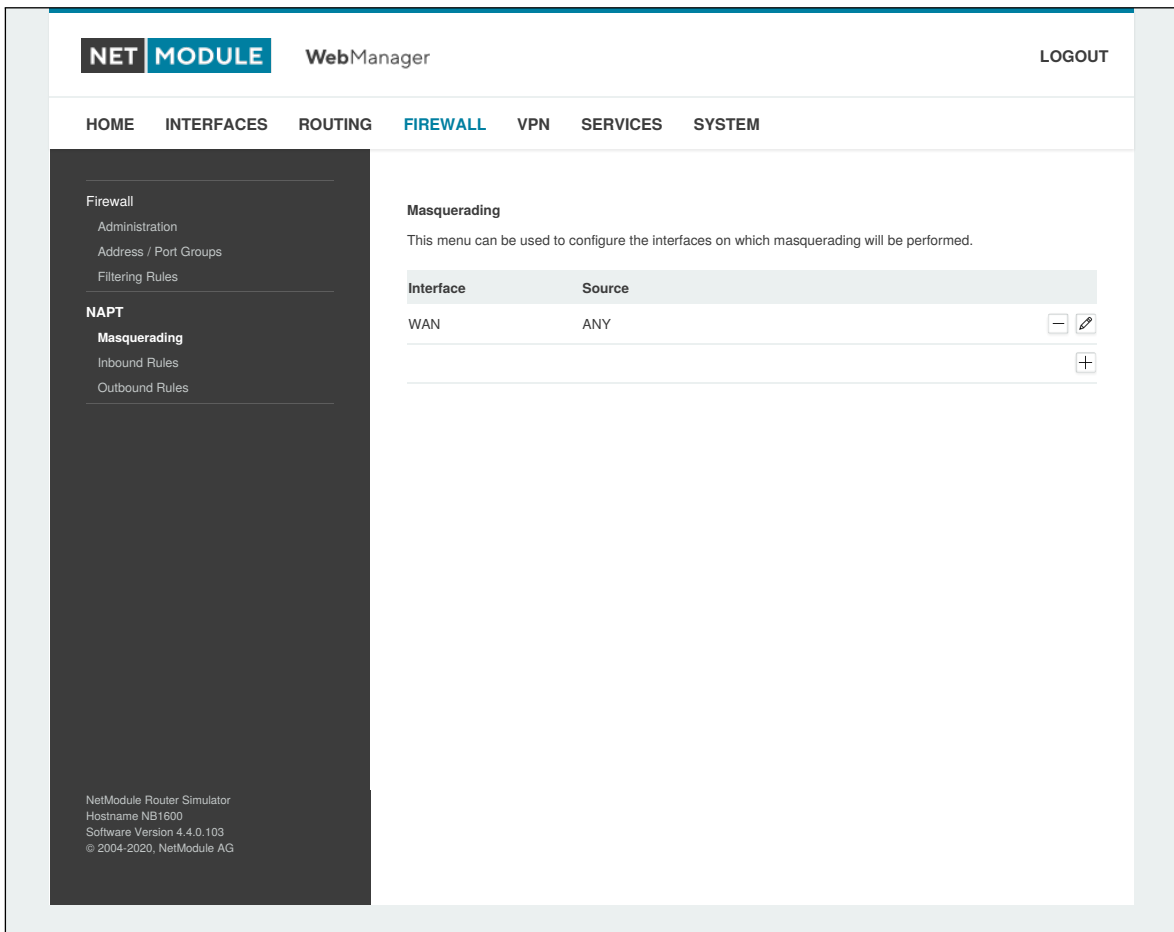 NET MODULE WebManager LOGOUT
HOME INTERFACES ROUTING FIREWALL VPN SERVICES SYSTEM
Firewall
Administration
Address / Port Groups
Filtering Rules
NAPT
Masquerading
Inbound Rules
Outbound Rules
Masquerading
This menu can be used to configure the interfaces on which masquerading will be performed.
Interface Source
WAN ANY
NetModule Router Simulator
Hostname NB1600
Software Version 4.4.0.103
© 2004-2020, NetModule AG